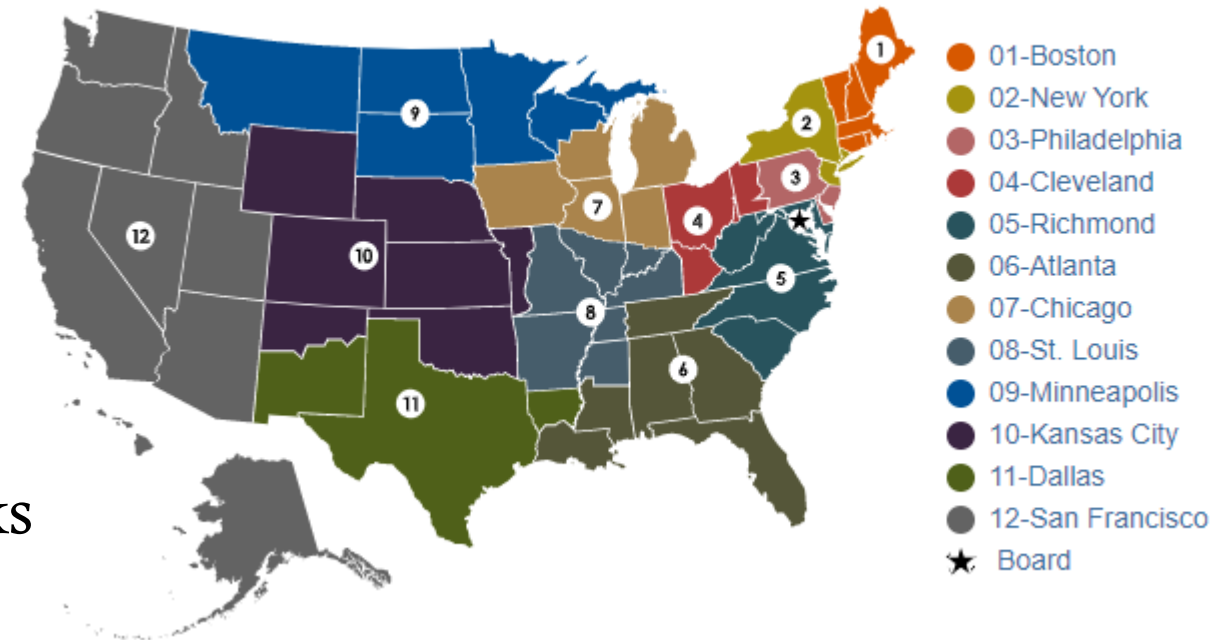 1
2
3
4
5
6
7
8
9
10
11
12
01-Boston
02-New York
03-Philadelphia
04-Cleveland
05-Richmond
06-Atlanta
07-Chicago
08-St. Louis
09-Minneapolis
10-Kansas City
11-Dallas
12-San Francisco
Board